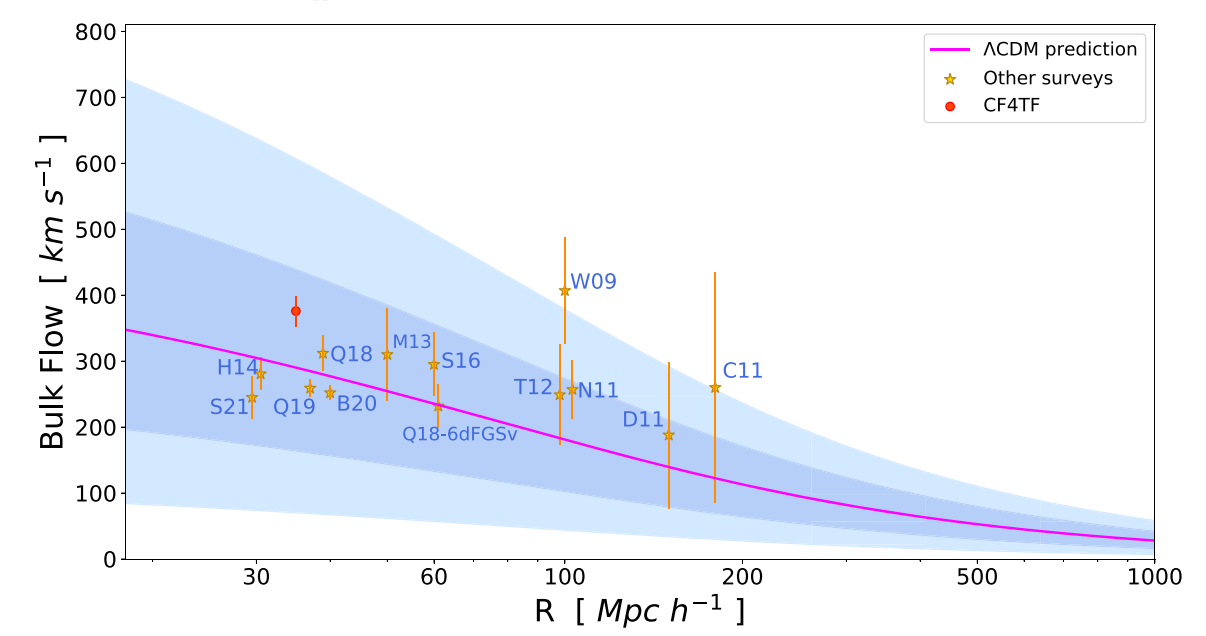 800
700
600
500
400
300
200
100
0
Bulk Flow [ km s⁻¹ ]
ΛCDM prediction
Other surveys
CF4TF
W09
M13
Q18
S16
H14
C11
T12
N11
S21
Q19
B20
D11
Q18-6dFGSv
30
60
100
200
500
1000
R [ Mpc h⁻¹ ]